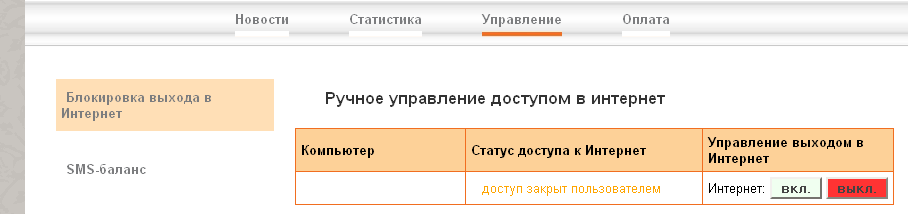 Новости Статистика Управление Оплата
Блокировка выхода в
Интернет
SMS-баланс
Ручное управление доступом в интернет
Компьютер Статус доступа к Интернет Управление выходом в
Интернет
доступ закрыт пользователем Интернет: вкл. выкл.